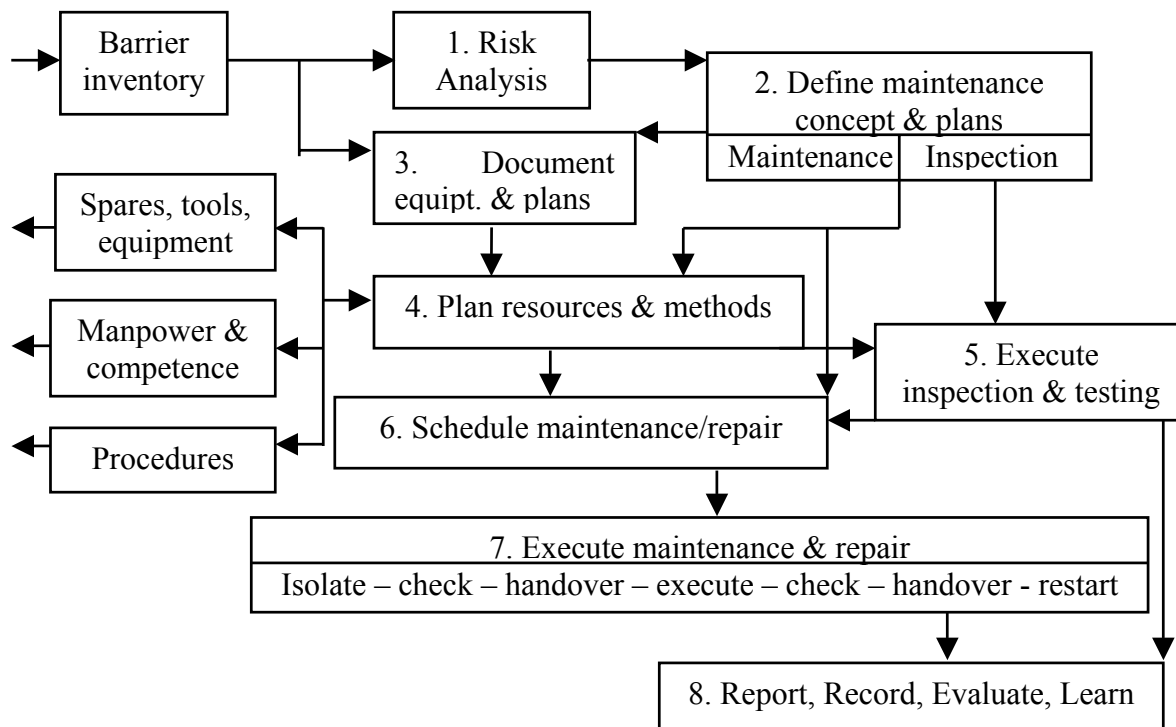 Barrier
inventory
1. Risk
Analysis
2. Define maintenance
concept & plans
Maintenance
Inspection
3. Document
equipt. & plans
Spares, tools,
equipment
4. Plan resources & methods
Manpower &
competence
5. Execute
inspection & testing
6. Schedule maintenance/repair
Procedures
7. Execute maintenance & repair
Isolate – check – handover – execute – check – handover - restart
8. Report, Record, Evaluate, Learn